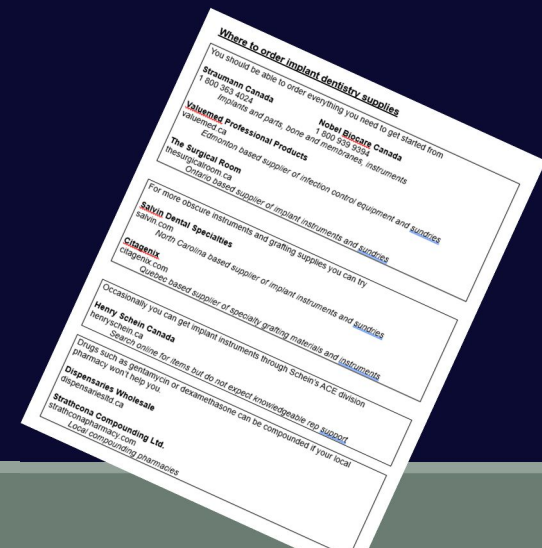 Where to order implant dentistry supplies
You should be able to order everything you need to get started from
Straumann Canada
1 800 363 4024
Nobel Biocare Canada
1 800 939 9394
Implants and parts, bone and membranes, instruments
Valuemed Professional Products
valuemed.ca
Edmonton based supplier of infection control equipment and sundries
The Surgical Room
thesurgicalroom.ca
Ontario based supplier of implant instruments and sundries
For more obscure instruments and grafting supplies you can try
Salvin Dental Specialties
salvin.com
North Carolina based supplier of implant instruments and sundries
Citagenix
citagenix.com
Quebec based supplier of specialty grafting materials and instruments
Occasionally you can get implant instruments through Schein's ACE division
Henry Schein Canada
henryschein.ca
Search online for items but do not expect knowledgeable rep support
Drugs such as gentamycin or dexamethasone can be compounded if your local
pharmacy won't help you.
Dispensaries Wholesale
dispensariesltd.ca
Strathcona Compounding Ltd.
strathconapharmacy.com
Local compounding pharmacies